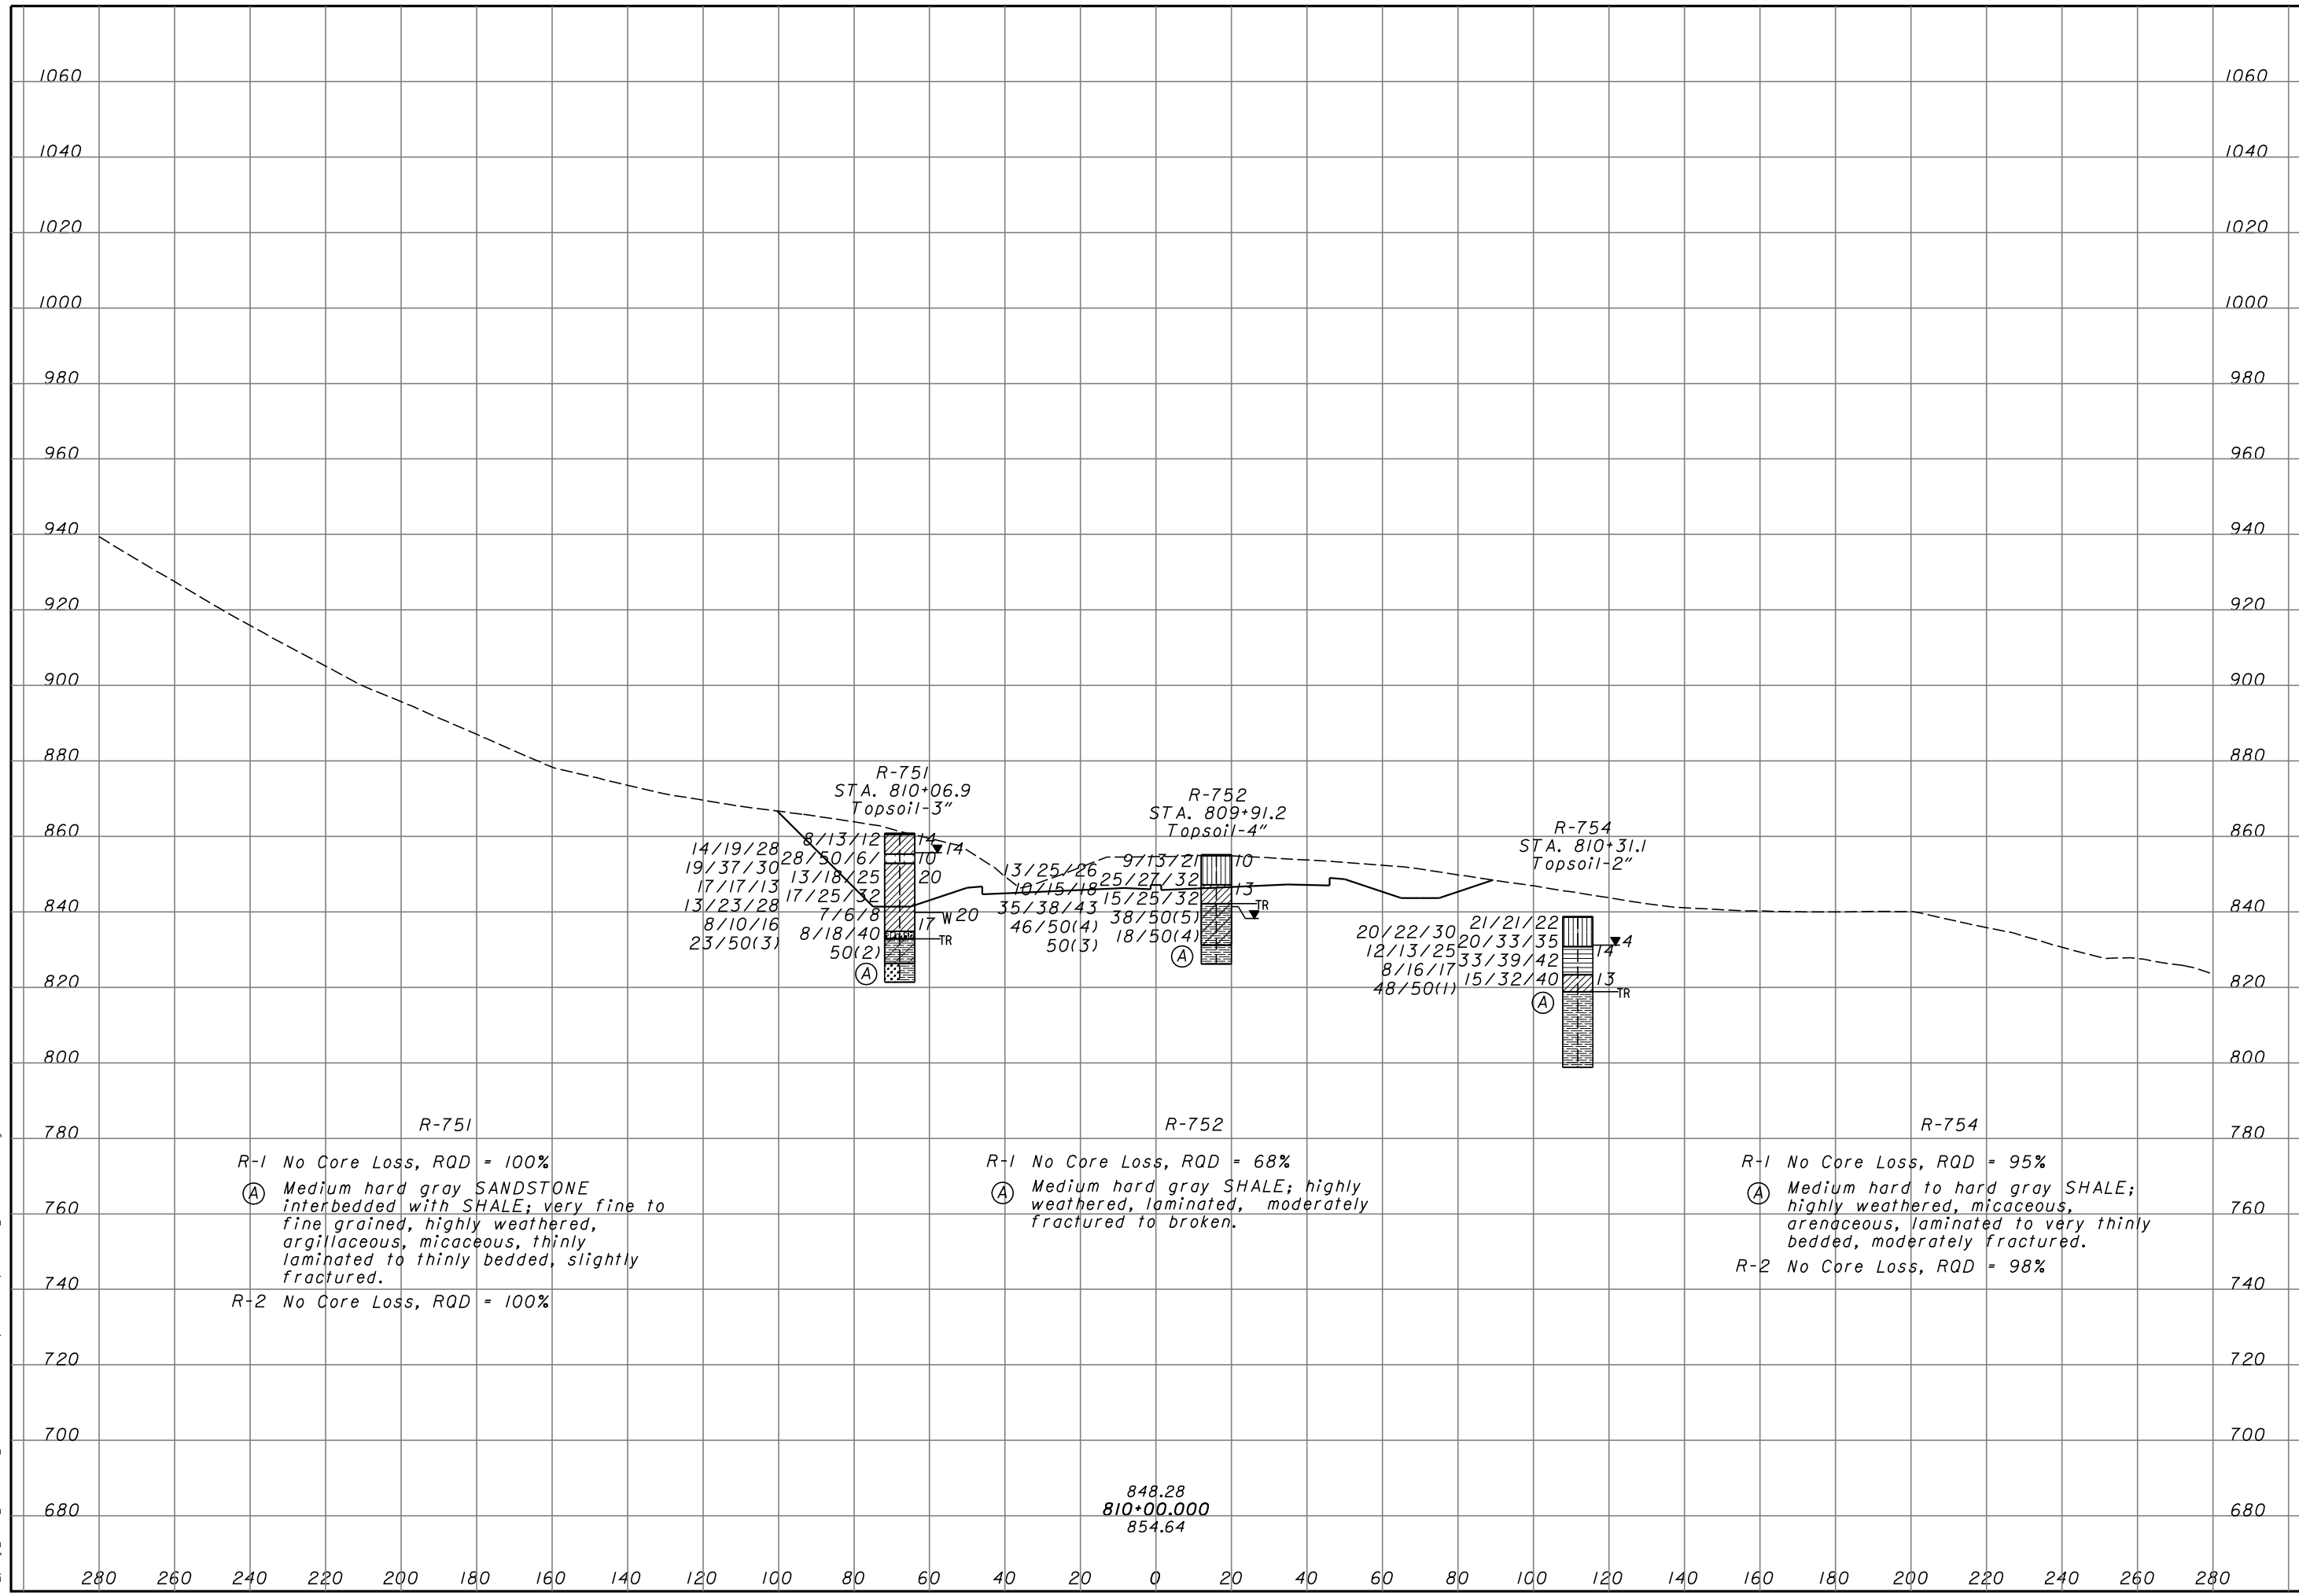 1060 1060
1040 1040
1020 1020
1000 1000
980 980
960 960
940 940
920 920
900 900
880 880
R-751
STA. 810+06.9
Topsoil-3"
R-752
STA. 809+91.2
Topsoil-4"
R-754
STA. 810+31.1
Topsoil-2"
860 860
8/13/12 14
14/19/28 28/50/6/ 10 14
19/37/30 13/18/25 20
17/17/13 17/25/32
13/23/28 7/6/8 W 20
8/10/16 8/18/40 17
23/50(3) 50(2) TR
A
9/13/21 10
13/25/26 25/27/32
10/15/18 15/25/32 13
35/38/43 38/50(5) TR
46/50(4) 18/50(4)
50(3) A
840 840
21/21/22
20/22/30 20/33/35 4
12/13/25 33/39/42 14
8/16/17 15/32/40 13
48/50(1) TR
A
820 820
800 800
780 780
R-751
R-1 No Core Loss, RQD = 100%
A Medium hard gray SANDSTONE
interbedded with SHALE; very fine to
fine grained, highly weathered,
argillaceous, micaceous, thinly
laminated to thinly bedded, slightly
fractured.
R-2 No Core Loss, RQD = 100%
R-752
R-1 No Core Loss, RQD = 68%
A Medium hard gray SHALE; highly
weathered, laminated, moderately
fractured to broken.
R-754
R-1 No Core Loss, RQD = 95%
A Medium hard to hard gray SHALE;
highly weathered, micaceous,
arenaceous, laminated to very thinly
bedded, moderately fractured.
R-2 No Core Loss, RQD = 98%
760 760
740 740
720 720
700 700
680 680
848.28
810+00.000
854.64
280 260 240 220 200 180 160 140 120 100 80 60 40 20 0 20 40 60 80 100 120 140 160 180 200 220 240 260 280